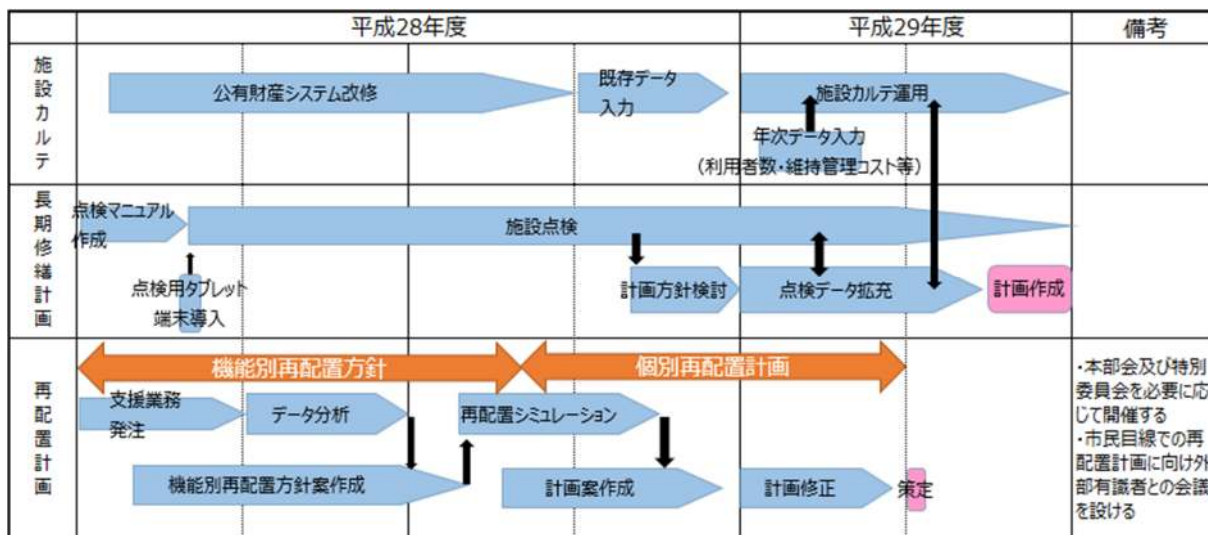 平成28年度
平成29年度
備考
施設カルテ
公有財産システム改修
既存データ
入力
施設カルテ運用
年次データ入力
（利用者数・維持管理コスト等）
長期修繕計画
点検マニュアル
作成
施設点検
点検用タブレット
端末導入
計画方針検討
点検データ拡充
計画作成
再配置計画
機能別再配置方針
個別再配置計画
支援業務
発注
データ分析
再配置シミュレーション
機能別再配置方針案作成
計画案作成
計画修正
策定
・本部会及び特別
委員会を必要に応
じて開催する
・市民目線での再
配置計画に向け外
部有識者との会議
を設ける